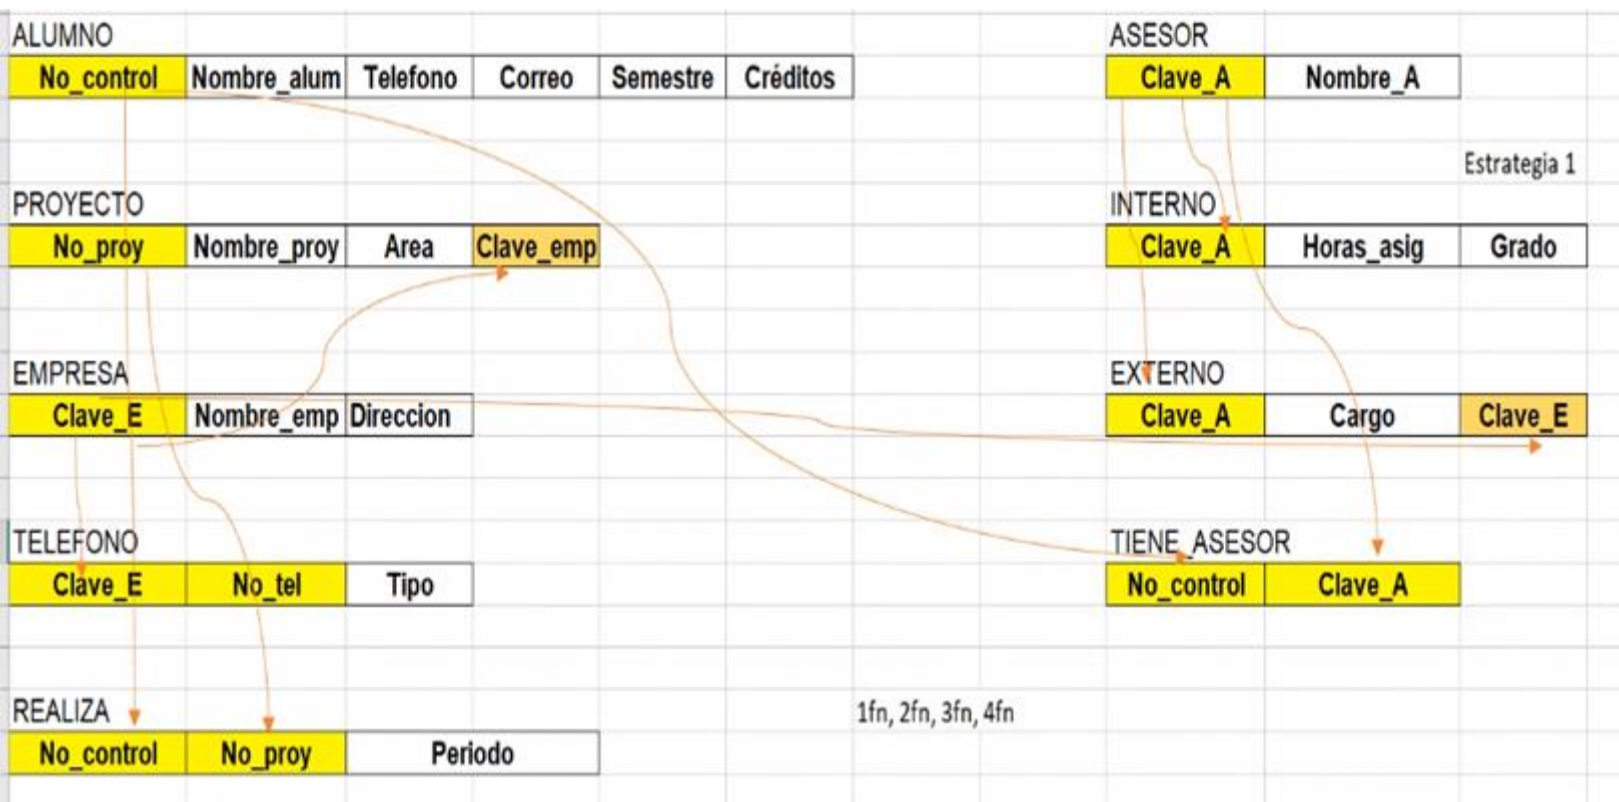 ALUMNO
No_control Nombre_alum Telefono Correo Semestre Créditos
PROYECTO
No_proy Nombre_proy Area Clave_emp
EMPRESA
Clave_E Nombre_emp Direccion
TELEFONO
Clave_E No_tel Tipo
REALIZA
No_control No_proy Periodo
1fn, 2fn, 3fn, 4fn
ASESOR
Clave_A Nombre_A
Estrategia 1
INTERNO
Clave_A Horas_asig Grado
EXTERNO
Clave_A Cargo Clave_E
TIENE_ASESOR
No_control Clave_A